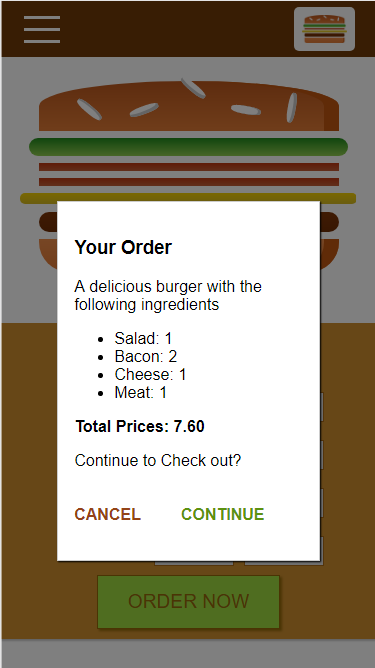 Your Order
A delicious burger with the
following ingredients
Salad: 1
Bacon: 2
Cheese: 1
Meat: 1
Total Prices: 7.60
Continue to Check out?
CANCEL CONTINUE
ORDER NOW